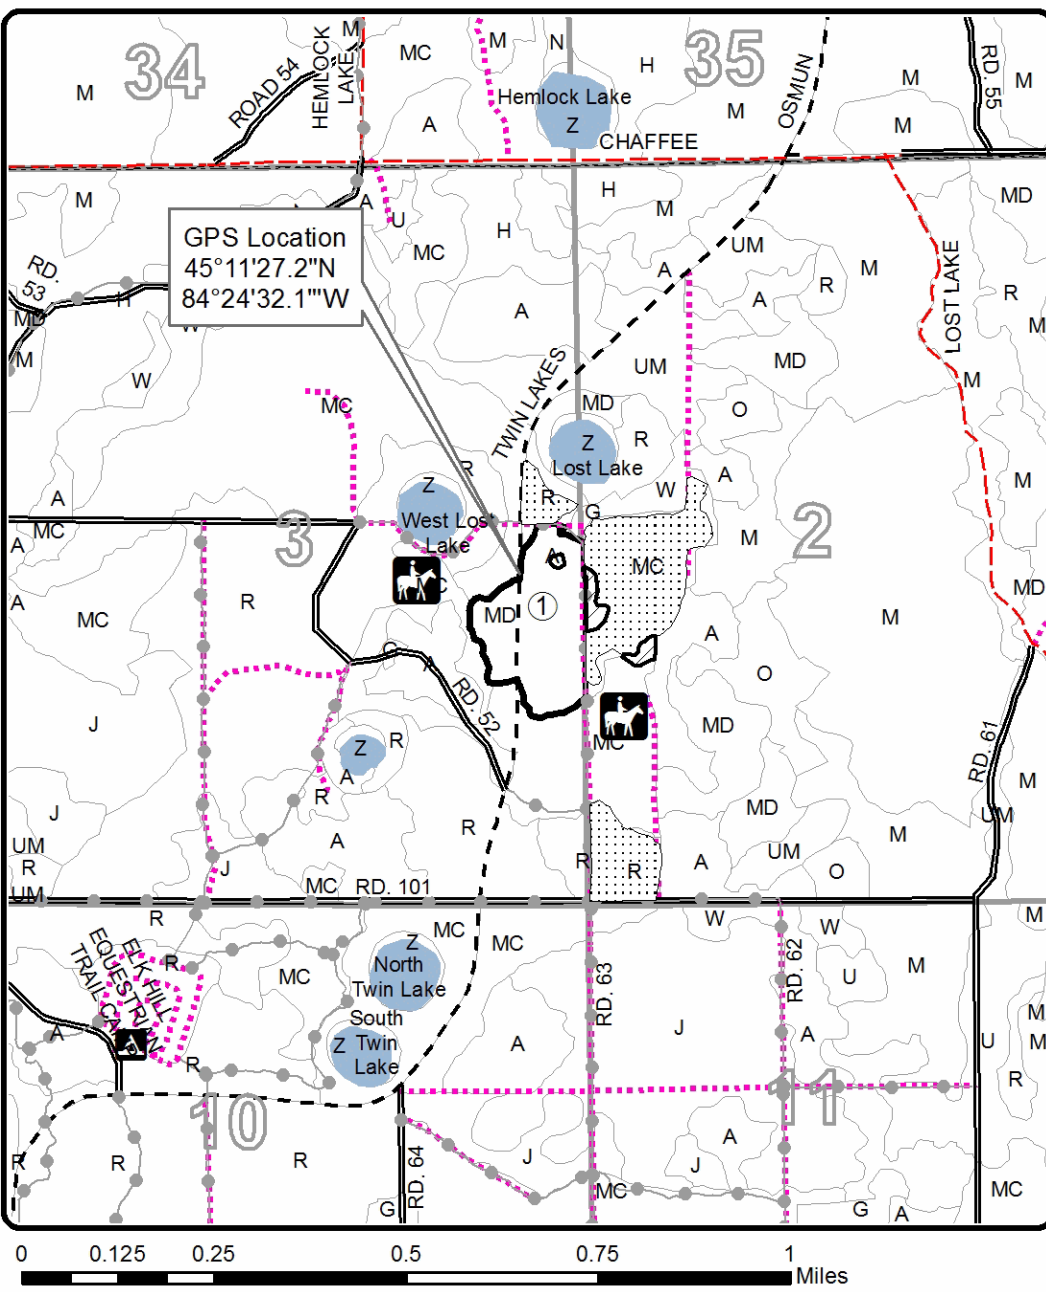 34
35
M
HEMLOCK
LAKE
MC
M
N
H
OSMUN
M
RD. 55
M
M
ROAD 54
A
Hemlock Lake
Z
M
M
CHAFFEE
M
A
U
MC
H
H
M
MD
GPS Location
45°11'27.2"N
84°24'32.1'"W
UM
A
M
R
A
R
M
LOST LAKE
RD.
53
H
MD
W
M
A
W
UM
MD
M
TWIN LAKES
MC
MD
O
Z
Lost Lake
R
R
Z
R
W
A
M
A
MC
A
3
West Lost
Lake
G
2
M
A
MC
MD
1
MD
C
R
A
MC
M
A
C
A
O
J
RD. 52
MD
MC
RD. 61
Z
R
A
R
M
J
MD
UM
UM
R
UM
J
A
R
R
R
A
UM
O
M
MC
RD. 101
R
MC
MC
W
W
M
ELK HILL
EQUESTRIAN
TRAIL CAMP
R
MC
Z
North
Twin Lake
RD. 63
RD. 62
U
M
South
Twin
Lake
Z
A
J
A
U
M
M
A
R
R
10
11
R
R
R
RD. 64
J
A
J
MC
MC
G
G
A
0
0.125
0.25
0.5
0.75
1
Miles